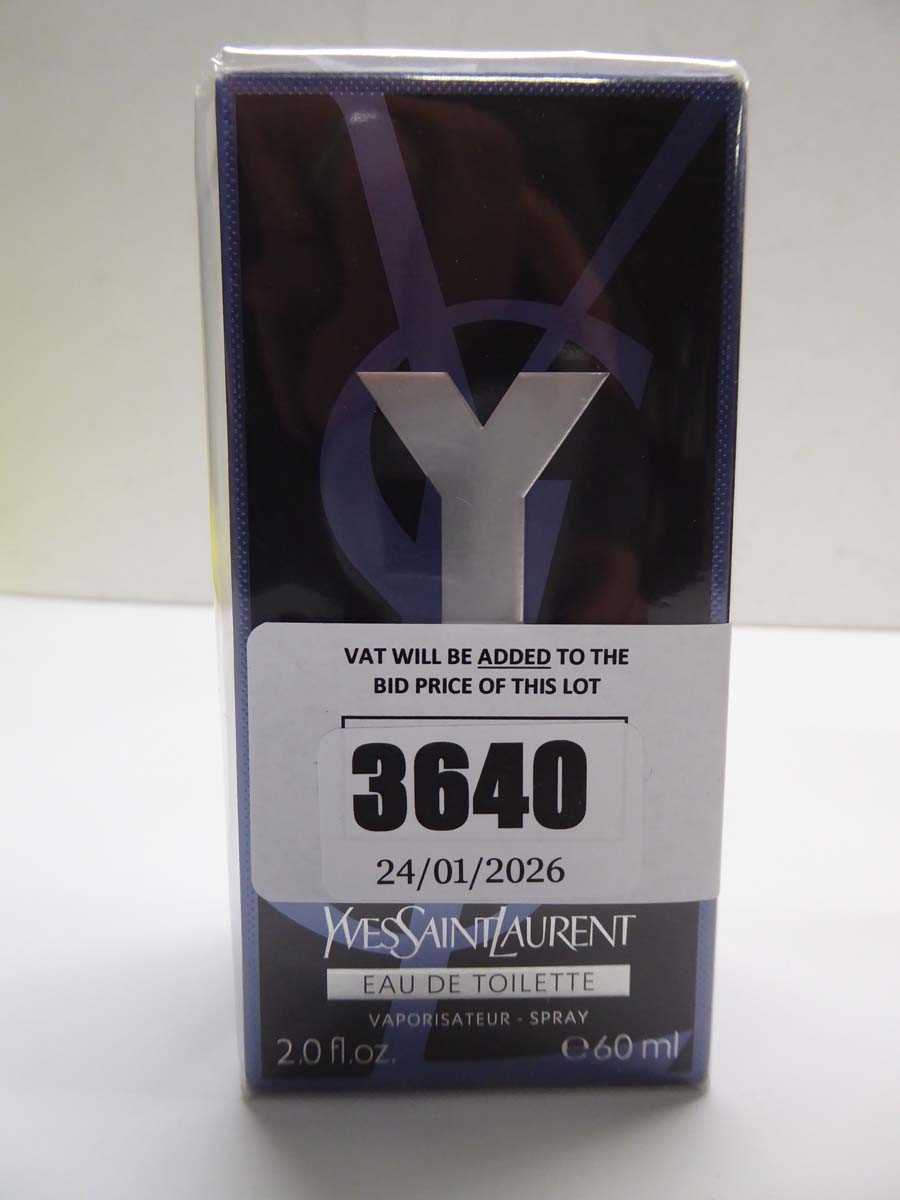 Y
VAT WILL BE ADDED TO THE
BID PRICE OF THIS LOT
3640
24/01/2026
YVESSAINTLAURENT
EAU DE TOILETTE
VAPORISATEUR - SPRAY
2.0 fl.oz. ℮60 ml